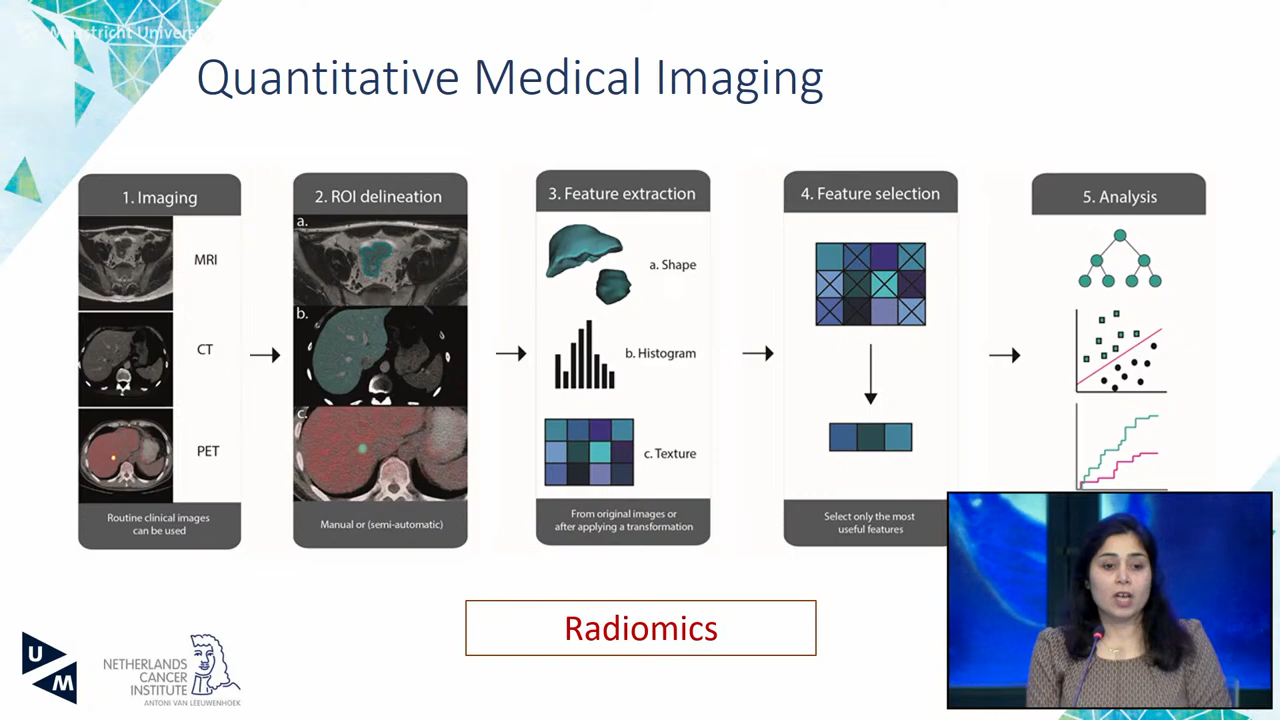 Maastricht University
Quantitative Medical Imaging
1. Imaging
MRI
CT
PET
Routine clinical images
can be used
2. ROI delineation
a.
b.
c.
Manual or (semi-automatic)
3. Feature extraction
a. Shape
b. Histogram
c. Texture
From original images or
after applying a transformation
4. Feature selection
Select only the most
useful features
5. Analysis
Radiomics
U
M
NETHERLANDS
CANCER
INSTITUTE
ANTONI VAN LEEUWENHOEK